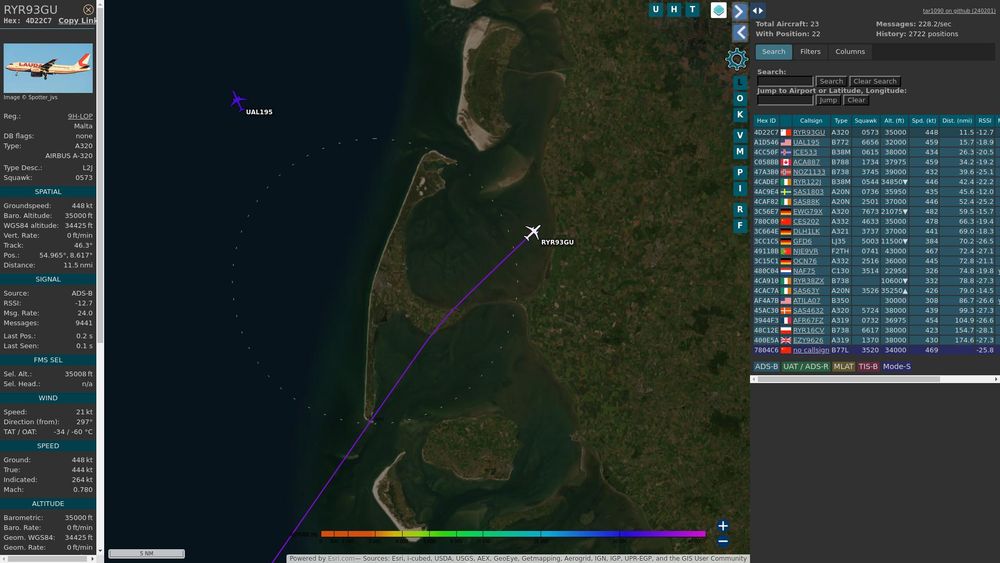 RYR93GU
Hex: 4D22C7 Copy Link
LAUDA
Image © Spotter_jvs
Reg.: 9H-LOP
Malta
DB flags: none
Type: A320
AIRBUS A-320
Type Desc.: L2J
Squawk: 0573
SPATIAL
Groundspeed: 448 kt
Baro. Altitude: 35000 ft
WGS84 altitude: 34425 ft
Vert. Rate: 0 ft/min
Track: 46.3°
Pos.: 54.965°, 8.617°
Distance: 11.5 nmi
SIGNAL
Source: ADS-B
RSSI: -12.7
Msg. Rate: 24.0
Messages: 9441
Last Pos.: 0.2 s
Last Seen: 0.1 s
FMS SEL
Sel. Alt.: 35008 ft
Sel. Head.: n/a
WIND
Speed: 21 kt
Direction (from): 297°
TAT / OAT: -34 / -60 °C
SPEED
Ground: 448 kt
True: 444 kt
Indicated: 264 kt
Mach: 0.780
ALTITUDE
Barometric: 35000 ft
Baro. Rate: 0 ft/min
Geom. WGS84: 34425 ft
Geom. Rate: 0 ft/min
UAL195
RYR93GU
5 NM
Powered by Esri.com — Sources: Esri, i-cubed, USDA, USGS, AEX, GeoEye, Getmapping, Aerogrid, IGN, IGP, UPR-EGP, and the GIS User Community
U H T
L
O
K
V
M
P
I
R
F
tar1090 on github (240201)
Total Aircraft: 23 Messages: 228.2/sec
With Position: 22 History: 2722 positions
Search Filters Columns
Search:
Search Clear Search
Jump to Airport or Latitude, Longitude:
Jump Clear
Hex ID Callsign Type Squawk Alt. (ft) Spd. (kt) Dist. (nmi) RSSI
4D22C7 RYR93GU A320 0573 35000 448 11.5 -12.7
A1D546 UAL195 B772 6656 32000 459 15.7 -18.9
4CC50F ICE533 B38M 0615 38000 434 26.3 -20.5
C058BB ACA887 B788 1734 37975 459 34.2 -19.2
47A3B0 NOZ1133 B738 3745 39000 432 39.6 -25.1
4CADEF RYR122J B38M 0544 34850▼ 446 42.4 -22.2
4AC9E4 SAS1803 A20N 0736 35950 435 45.6 -12.0
4CAF82 SAS88K A20N 2501 37000 446 52.4 -25.2
3C56E7 EWG79X A320 7673 21075▼ 482 59.5 -15.7
780C00 CES202 A332 4633 35000 478 66.3 -19.4
3C664E DLH1LK A321 3737 37000 441 69.0 -18.3
3CC1C5 GFD6 LJ35 5003 11500▼ 384 70.2 -26.5
49118B NJE9VR F2TH 0741 43000 467 72.4 -27.1
3C15C1 OCN76 A332 2516 36000 445 72.8 -21.1
480C04 NAF75 C130 3514 22950 326 74.8 -19.8
4CA910 RYR38ZX B738 10600▼ 332 78.8 -27.3
4CAC7A SAS63Y A20N 3526 35250▲ 426 79.0 -14.5
AF4A7B ATILA07 B350 30000 308 86.7 -26.6
45AC30 SAS4632 A320 5724 38000 439 99.3 -27.3
3944F3 AFR67FZ A319 0732 36975 454 104.9 -26.6
48C12E RYR16CV B738 6617 38000 423 154.7 -28.1
400E5A EZY9626 A319 1370 38000 430 174.6 -27.3
7804C6 no callsign B77L 3520 34000 469 -25.8
ADS-B UAT / ADS-R MLAT TIS-B Mode-S